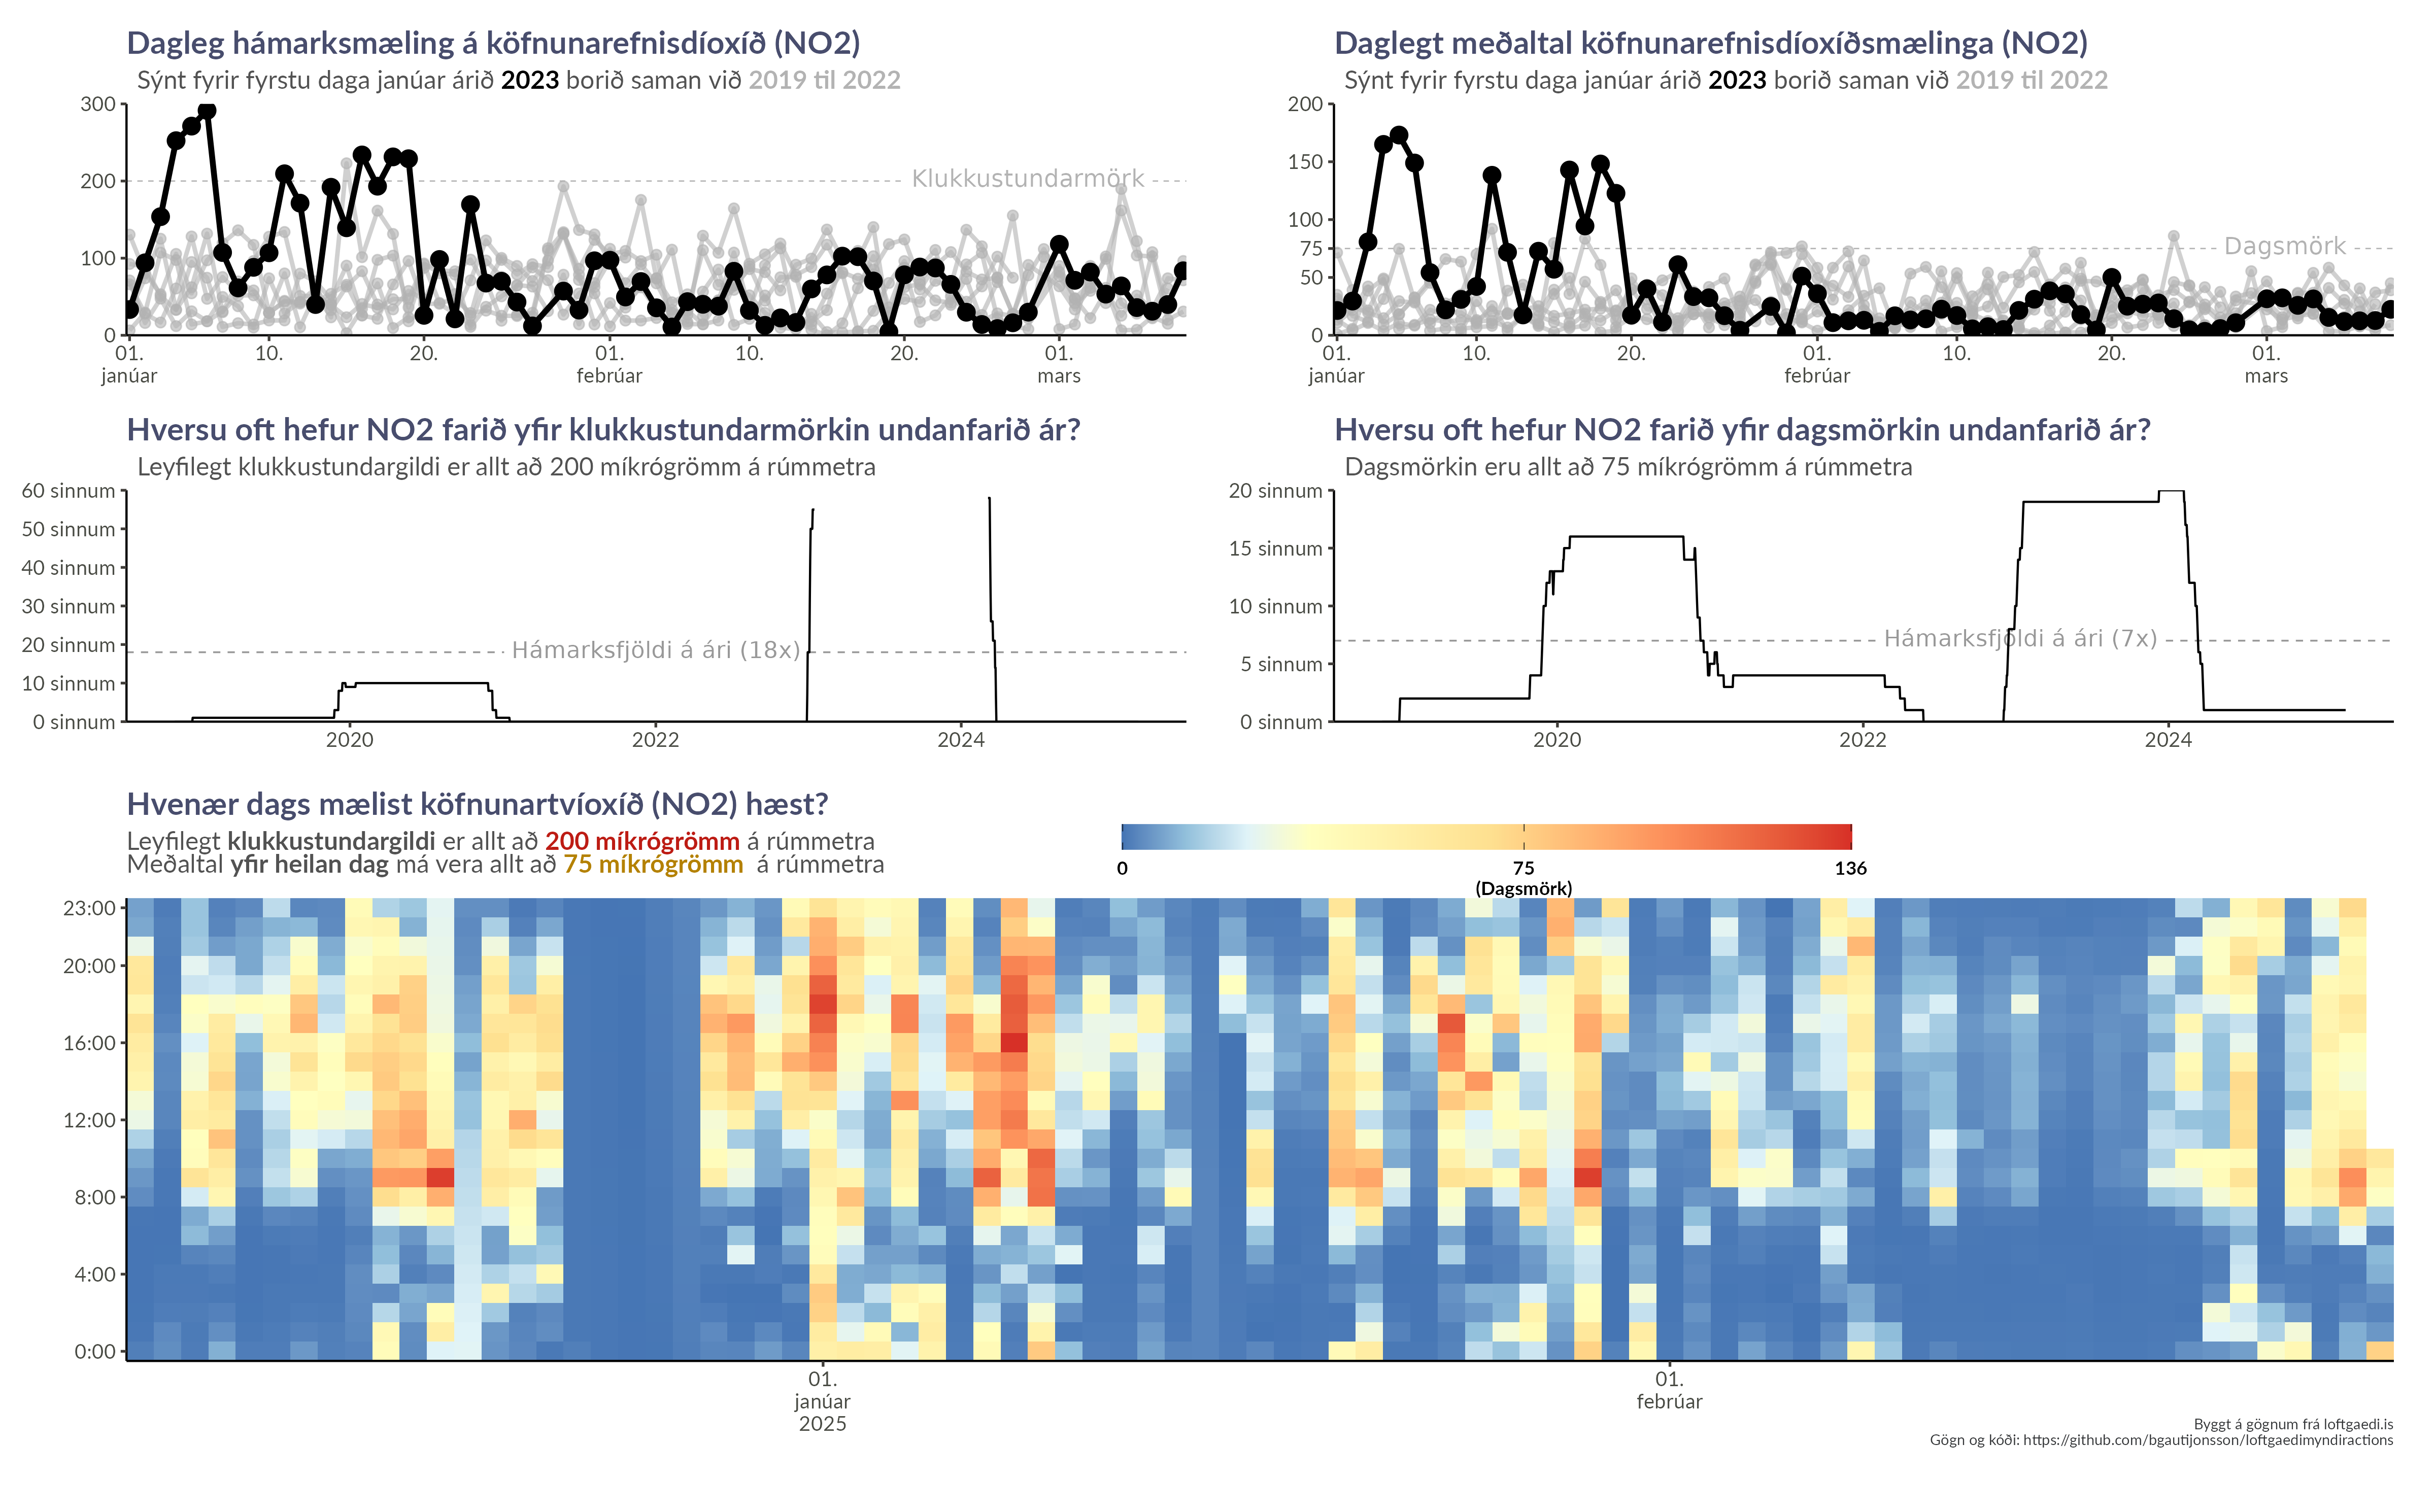 Dagleg hámarksmæling á köfnunarefnisdíoxíð (NO2)
Sýnt fyrir fyrstu daga janúar árið 2023 borið saman við 2019 til 2022
300
200
100
0
Klukkustundarmörk
01. 10. 20. 01. 10. 20. 01.
janúar febrúar mars
Daglegt meðaltal köfnunarefnisdíoxíðsmælinga (NO2)
Sýnt fyrir fyrstu daga janúar árið 2023 borið saman við 2019 til 2022
200
150
100
75
50
0
Dagsmörk
01. 10. 20. 01. 10. 20. 01.
janúar febrúar mars
Hversu oft hefur NO2 farið yfir klukkustundarmörkin undanfarið ár?
Leyfilegt klukkustundargildi er allt að 200 míkrógrömm á rúmmetra
60 sinnum
50 sinnum
40 sinnum
30 sinnum
20 sinnum
10 sinnum
0 sinnum
Hámarksfjöldi á ári (18x)
2020 2022 2024
Hversu oft hefur NO2 farið yfir dagsmörkin undanfarið ár?
Dagsmörkin eru allt að 75 míkrógrömm á rúmmetra
20 sinnum
15 sinnum
10 sinnum
5 sinnum
0 sinnum
Hámarksfjöldi á ári (7x)
2020 2022 2024
Hvenær dags mælist köfnunartvíoxíð (NO2) hæst?
Leyfilegt klukkustundargildi er allt að 200 míkrógrömm á rúmmetra
Meðaltal yfir heilan dag má vera allt að 75 míkrógrömm á rúmmetra
0 75 136
(Dagsmörk)
23:00
20:00
16:00
12:00
8:00
4:00
0:00
01. 01.
janúar febrúar
2025
Byggt á gögnum frá loftgaedi.is
Gögn og kóði: https://github.com/bgautijonsson/loftgaedimyndiractions